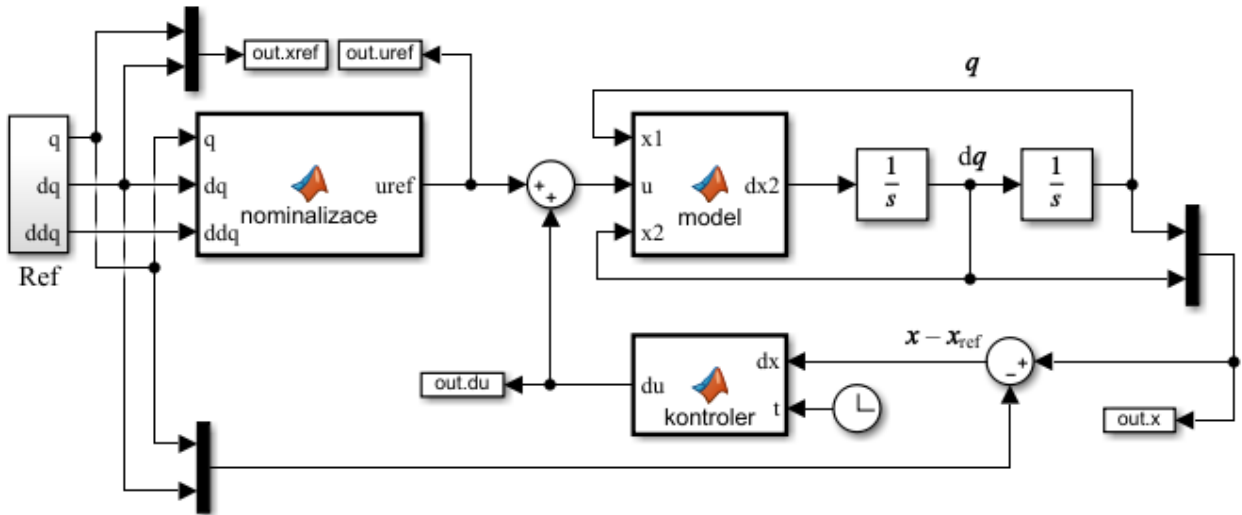 out.xref
out.uref
q
q
dq
ddq
Ref
q
dq
ddq
uref
nominalizace
+
+
x1
u
x2
dx2
model
1
s
dq
1
s
x − xref
+
−
dx
t
du
kontroler
out.du
out.x